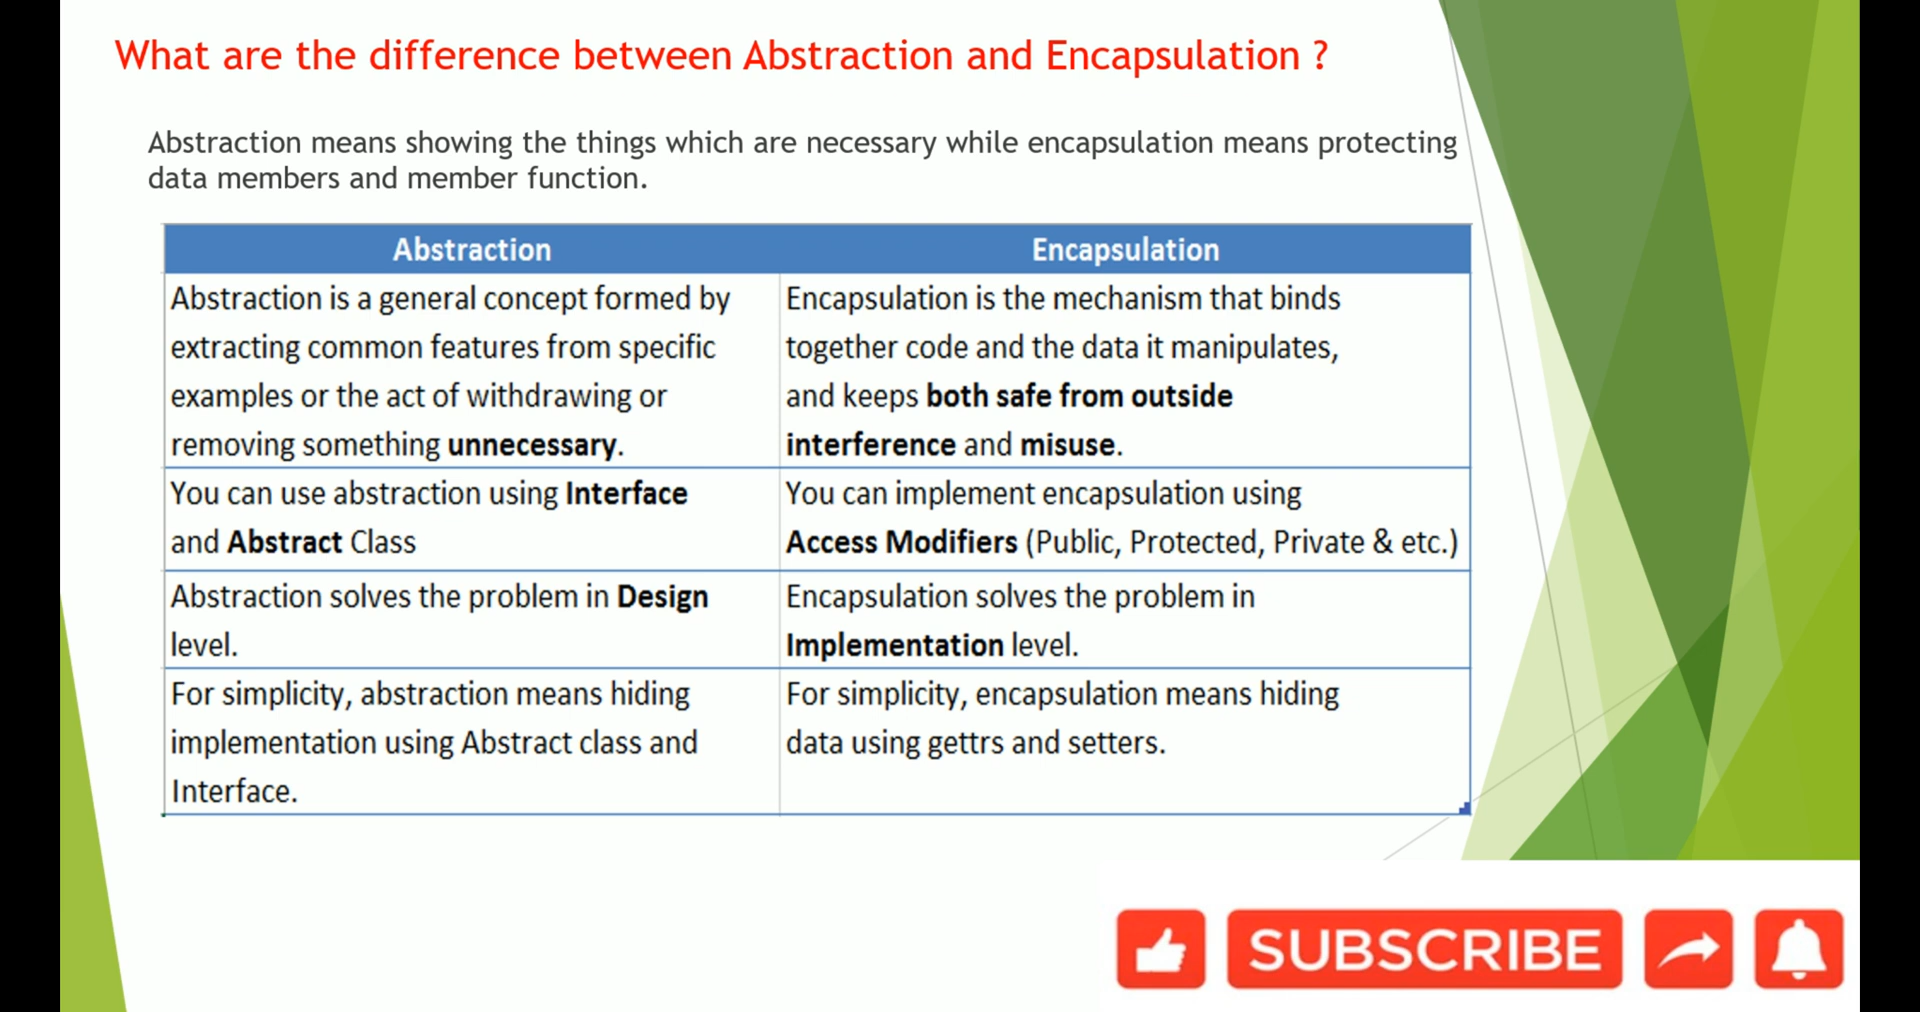 What are the difference between Abstraction and Encapsulation ?
Abstraction means showing the things which are necessary while encapsulation means protecting
data members and member function.
Abstraction
Encapsulation
Abstraction is a general concept formed by
extracting common features from specific
examples or the act of withdrawing or
removing something unnecessary.
Encapsulation is the mechanism that binds
together code and the data it manipulates,
and keeps both safe from outside
interference and misuse.
You can use abstraction using Interface
and Abstract Class
You can implement encapsulation using
Access Modifiers (Public, Protected, Private & etc.)
Abstraction solves the problem in Design
level.
Encapsulation solves the problem in
Implementation level.
For simplicity, abstraction means hiding
implementation using Abstract class and
Interface.
For simplicity, encapsulation means hiding
data using gettrs and setters.
SUBSCRIBE